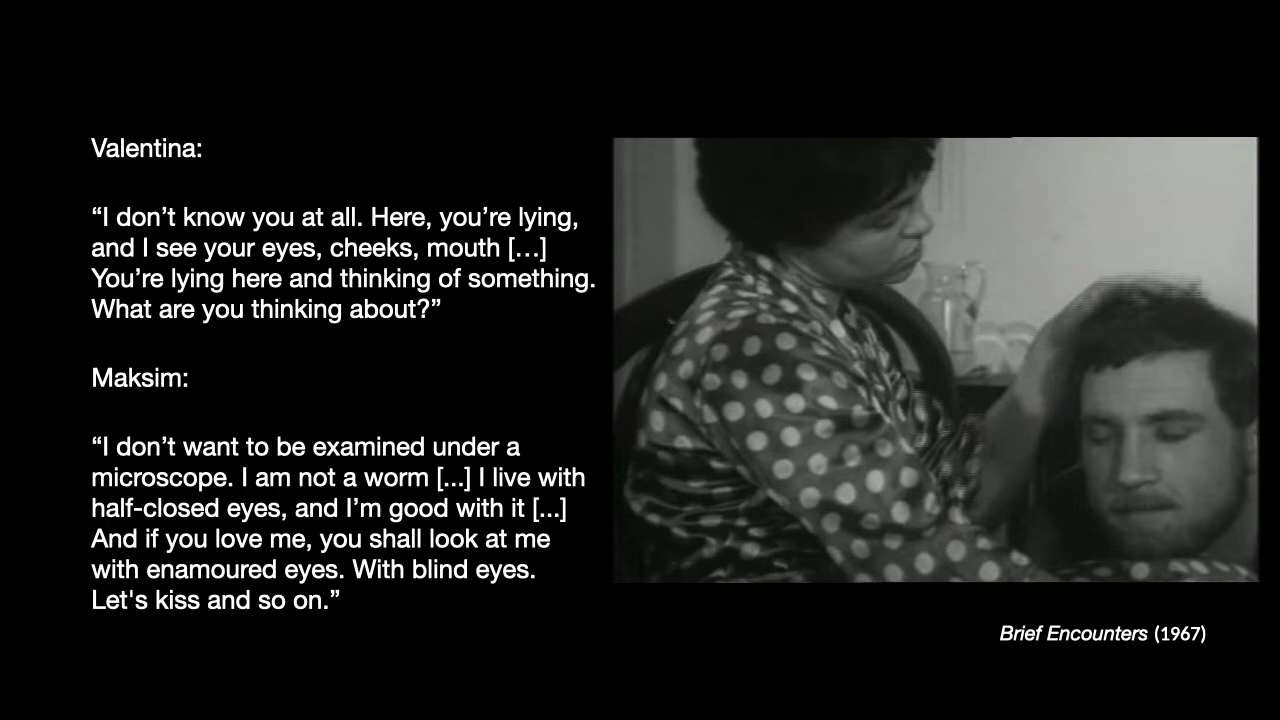 Valentina:
“I don’t know you at all. Here, you’re lying,
and I see your eyes, cheeks, mouth […]
You’re lying here and thinking of something.
What are you thinking about?”
Maksim:
“I don’t want to be examined under a
microscope. I am not a worm [...] I live with
half-closed eyes, and I’m good with it [...]
And if you love me, you shall look at me
with enamoured eyes. With blind eyes.
Let's kiss and so on.”
Brief Encounters (1967)